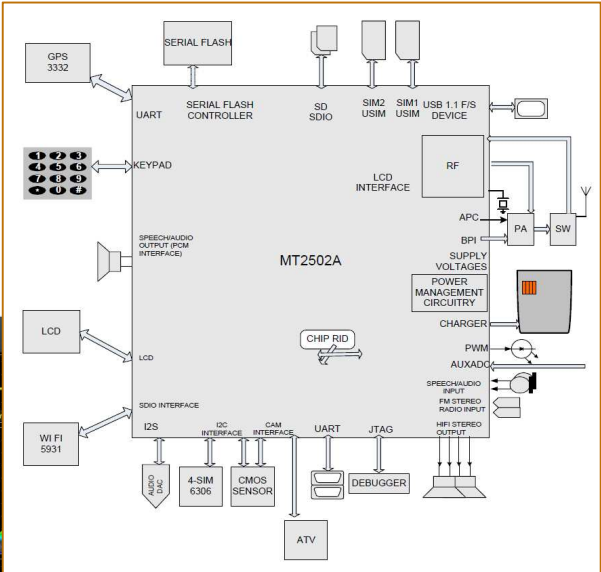 GPS
3332
SERIAL FLASH
UART
SERIAL FLASH
CONTROLLER
SD
SDIO
SIM2
USIM
SIM1
USIM
USB 1.1 F/S
DEVICE
1 2 3
4 5 6
7 8 9
* 0 #
KEYPAD
RF
LCD
INTERFACE
APC
PA
SW
BPI
SPEECH/AUDIO
OUTPUT (PCM
INTERFACE)
MT2502A
SUPPLY
VOLTAGES
POWER
MANAGEMENT
CIRCUITRY
CHARGER
LCD
LCD
CHIP RID
PWM
AUXADC
SPEECH/AUDIO
INPUT
FM STEREO
RADIO INPUT
SDIO INTERFACE
WI FI
5931
I2S
I2C
INTERFACE
CAM
INTERFACE
UART
JTAG
HIFI STEREO
OUTPUT
AUDIO
DAC
4-SIM
6306
CMOS
SENSOR
DEBUGGER
ATV